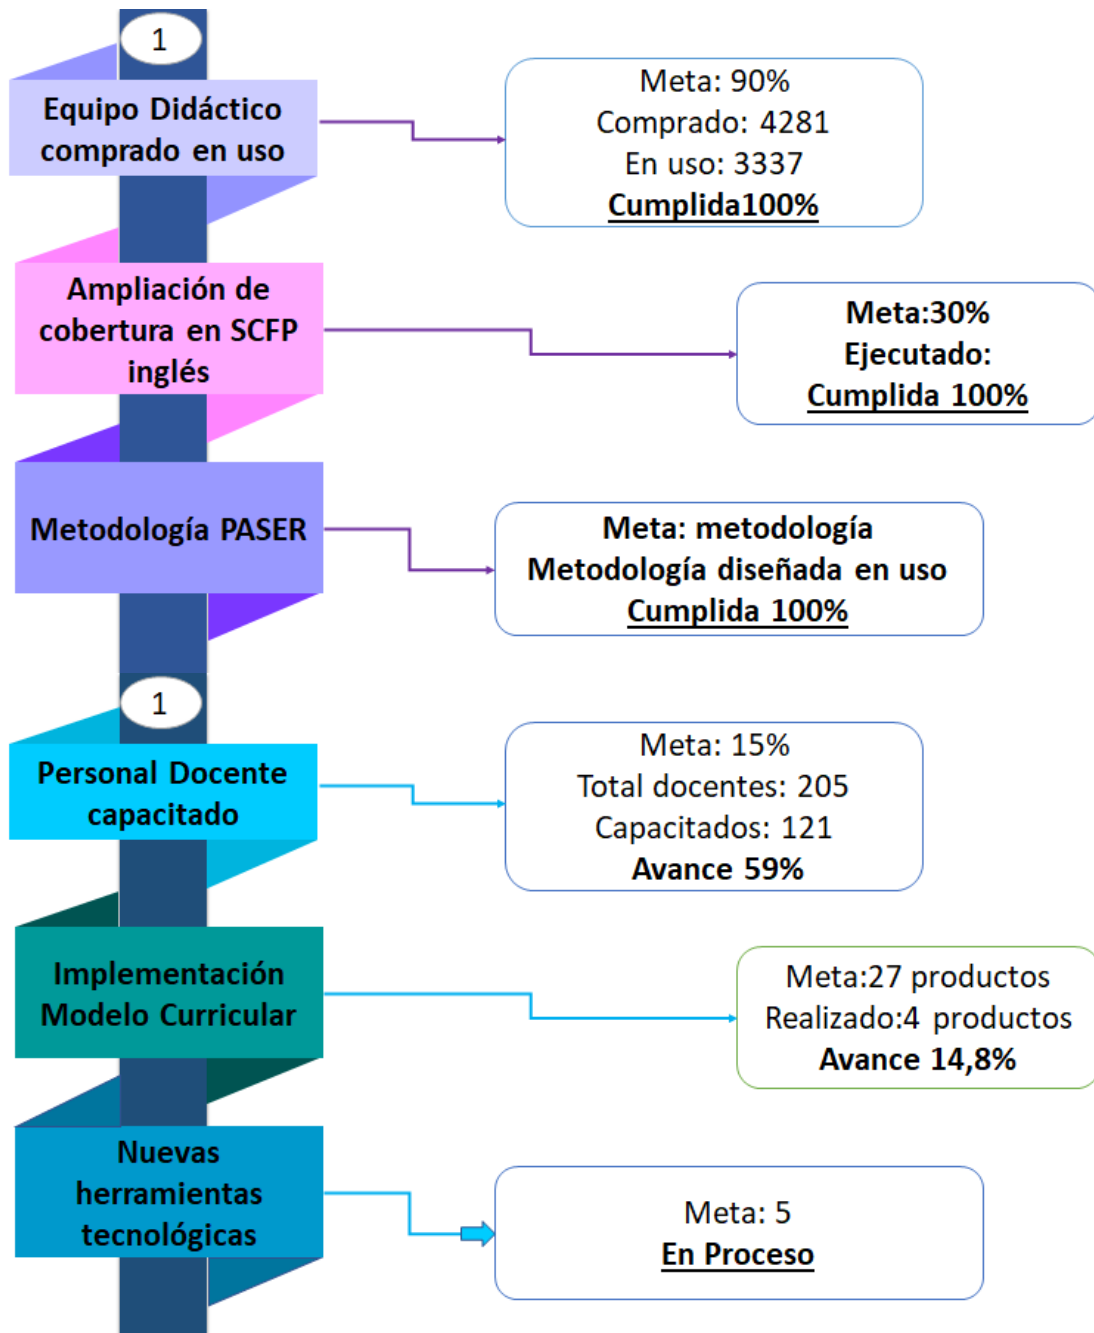 1
Equipo Didáctico
comprado en uso
Meta: 90%
Comprado: 4281
En uso: 3337
Cumplida100%
Ampliación de
cobertura en SCFP
inglés
Meta:30%
Ejecutado:
Cumplida 100%
Metodología PASER
Meta: metodología
Metodología diseñada en uso
Cumplida 100%
1
Personal Docente
capacitado
Meta: 15%
Total docentes: 205
Capacitados: 121
Avance 59%
Implementación
Modelo Curricular
Meta:27 productos
Realizado:4 productos
Avance 14,8%
Nuevas
herramientas
tecnológicas
Meta: 5
En Proceso